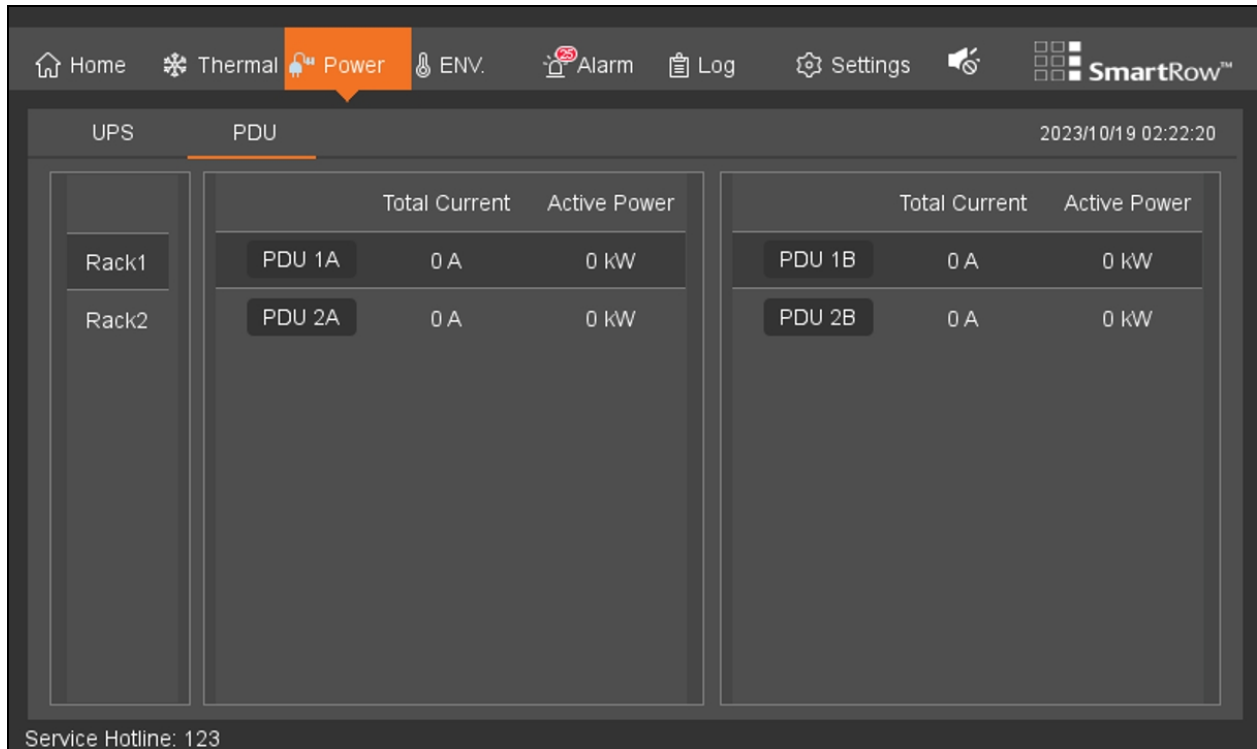 Home Thermal Power ENV. 25 Alarm Log Settings SmartRow™
UPS PDU 2023/10/19 02:22:20
Total Current Active Power Total Current Active Power
Rack1 PDU 1A 0 A 0 kW PDU 1B 0 A 0 kW
Rack2 PDU 2A 0 A 0 kW PDU 2B 0 A 0 kW
Service Hotline: 123